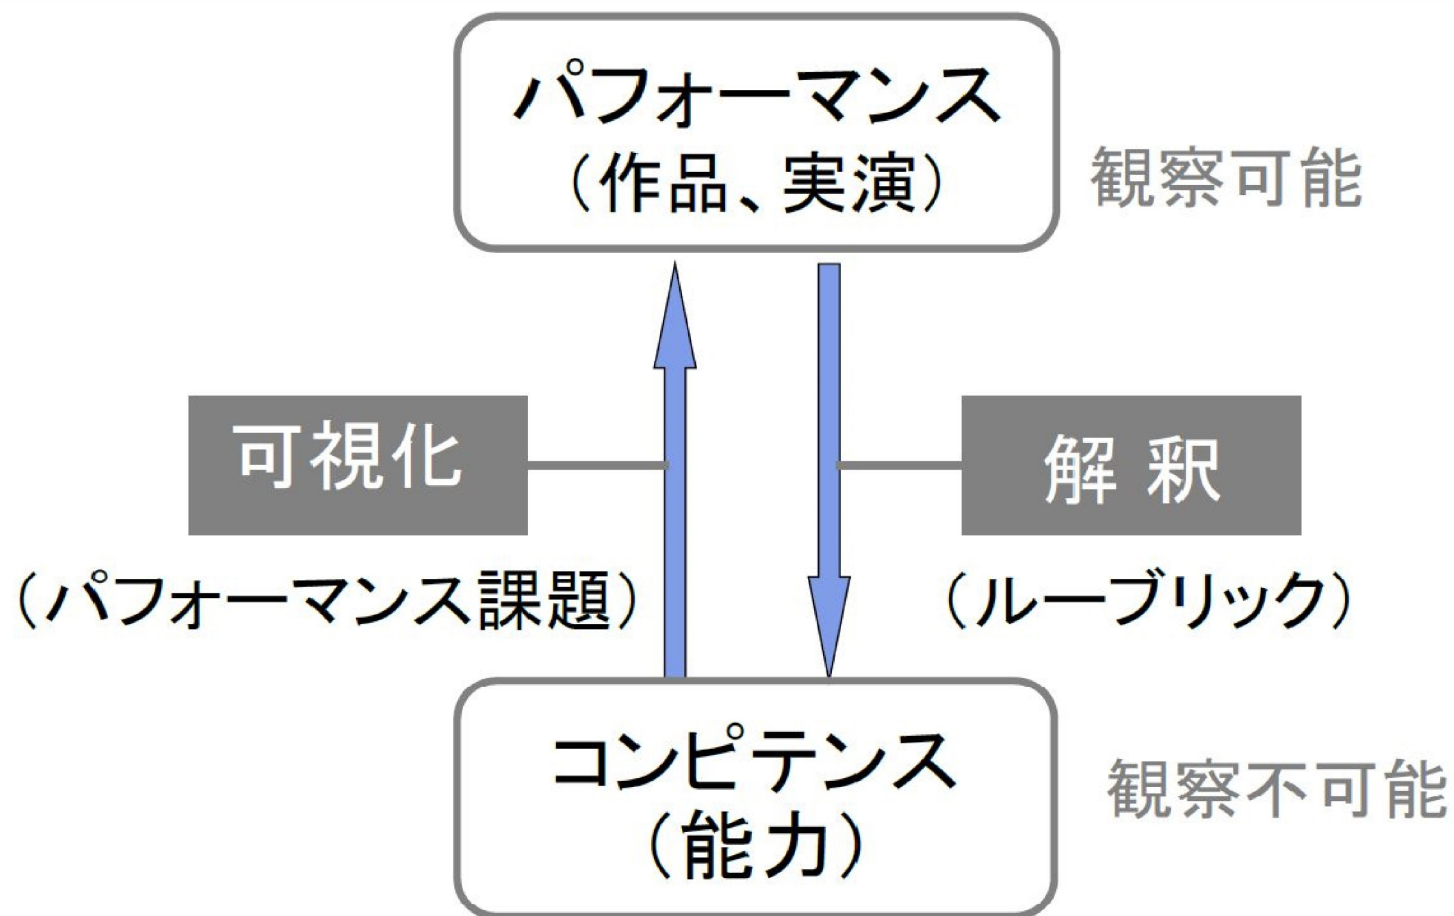 パフォーマンス
（作品、実演）
観察可能
可視化
解 釈
（パフォーマンス課題）
（ルーブリック）
コンピテンス
（能力）
観察不可能